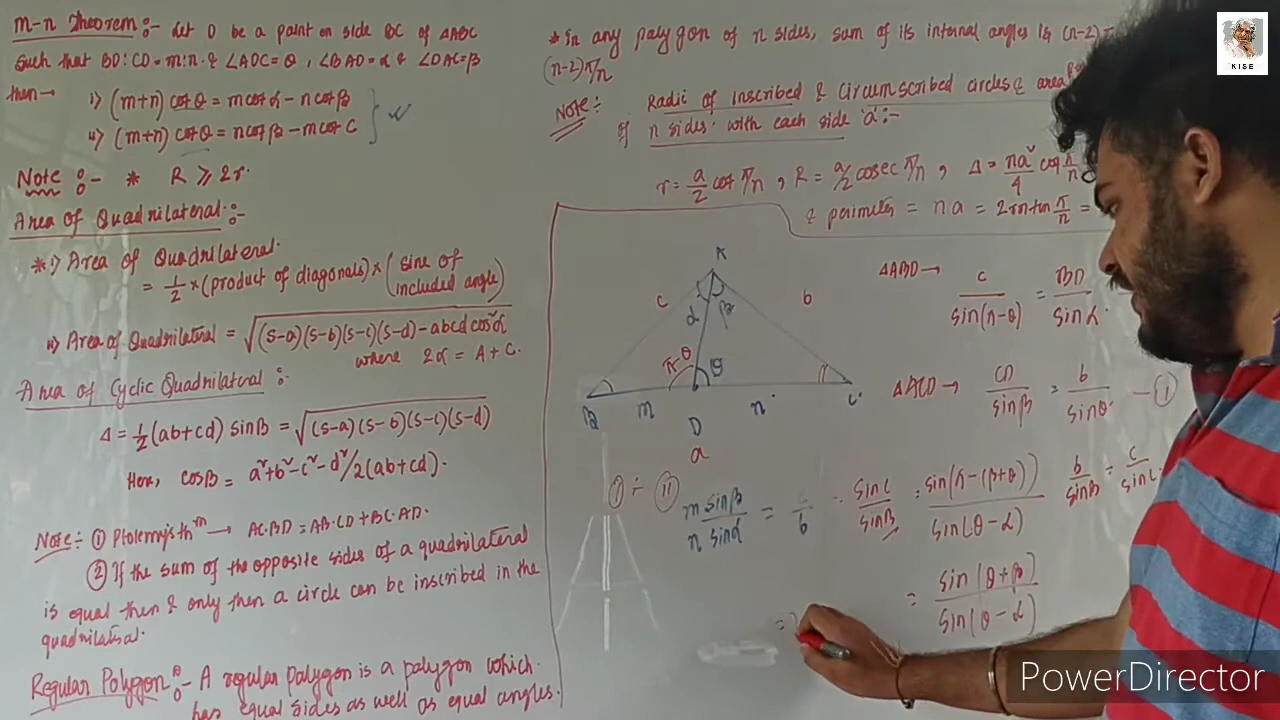 m-n Theorem :- Let D be a point on side BC of ΔABC
such that BD:CD = m:n & ∠ADC = θ, ∠BAD = α & ∠DAC = β
then → i) (m+n) cot θ = m cot α - n cot β
ii) (m+n) cot θ = n cot B - m cot C
Note :- * R ≥ 2r.
Area of Quadrilateral :-
* i) Area of Quadrilateral.
= 1/2 × (product of diagonals) × (sine of included angle)
ii) Area of Quadrilateral = √(s-a)(s-b)(s-c)(s-d) - abcd cos²α
where 2α = A + C.
Area of Cyclic Quadrilateral :-
Δ = 1/2 (ab+cd) sin B = √(s-a)(s-b)(s-c)(s-d)
Here, cos B = a²+b²-c²-d²/2(ab+cd).
Note :- ① Ptolemy's thm → AC·BD = AB·CD + BC·AD.
② If the sum of the opposite sides of a quadrilateral
is equal then & only then a circle can be inscribed in the
quadrilateral.
Regular Polygon :- A regular polygon is a polygon which
has equal sides as well as equal angles.
* In any polygon of n sides, sum of its internal angles is (n-2)π
(n-2)π/n
Note :- Radii of inscribed & circumscribed circles & area
of n sides with each side 'a' :-
r = a/2 cot π/n , R = a/2 cosec π/n , Δ = na²/4 cot π/n
& perimeter = na = 2rn tan π/n =
A
c b
α β
π-θ θ
B m D n C
a
ΔABD → c/sin(π-θ) = BD/sin α
ΔACD → CD/sin β = b/sin θ — ①
① ÷ ⑪ m sin β/n sin α = c/b = sin C/sin B = sin(π-(β+θ))/sin(θ-α) b/sin B = c/sin C
= sin(θ+β)/sin(θ-α)
=
KISE
PowerDirector